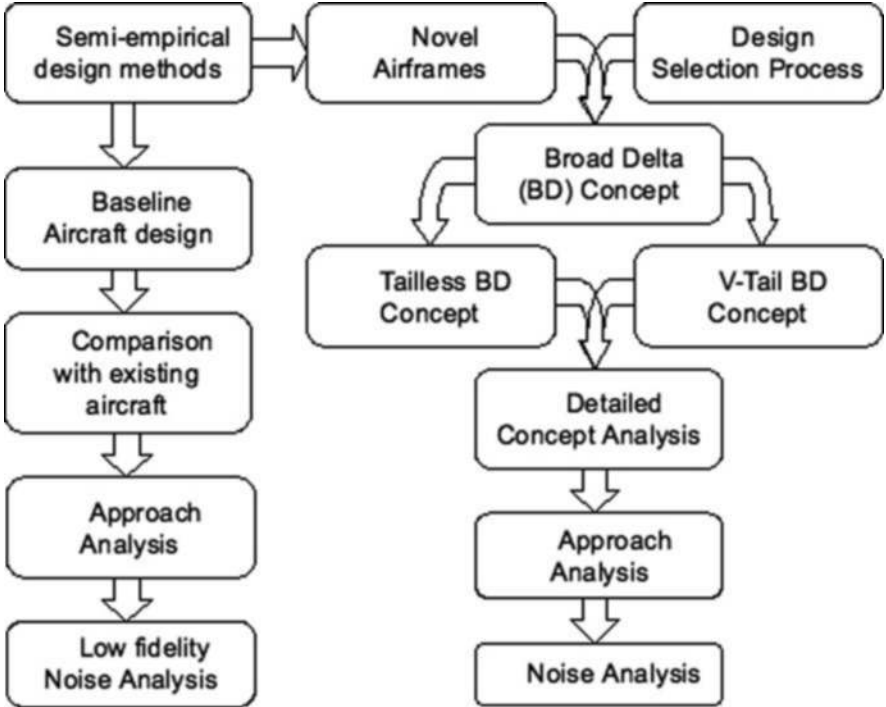 Semi-empirical
design methods
Novel
Airframes
Design
Selection Process
Broad Delta
(BD) Concept
Baseline
Aircraft design
Tailless BD
Concept
V-Tail BD
Concept
Comparison
with existing
aircraft
Detailed
Concept Analysis
Approach
Analysis
Approach
Analysis
Low fidelity
Noise Analysis
Noise Analysis